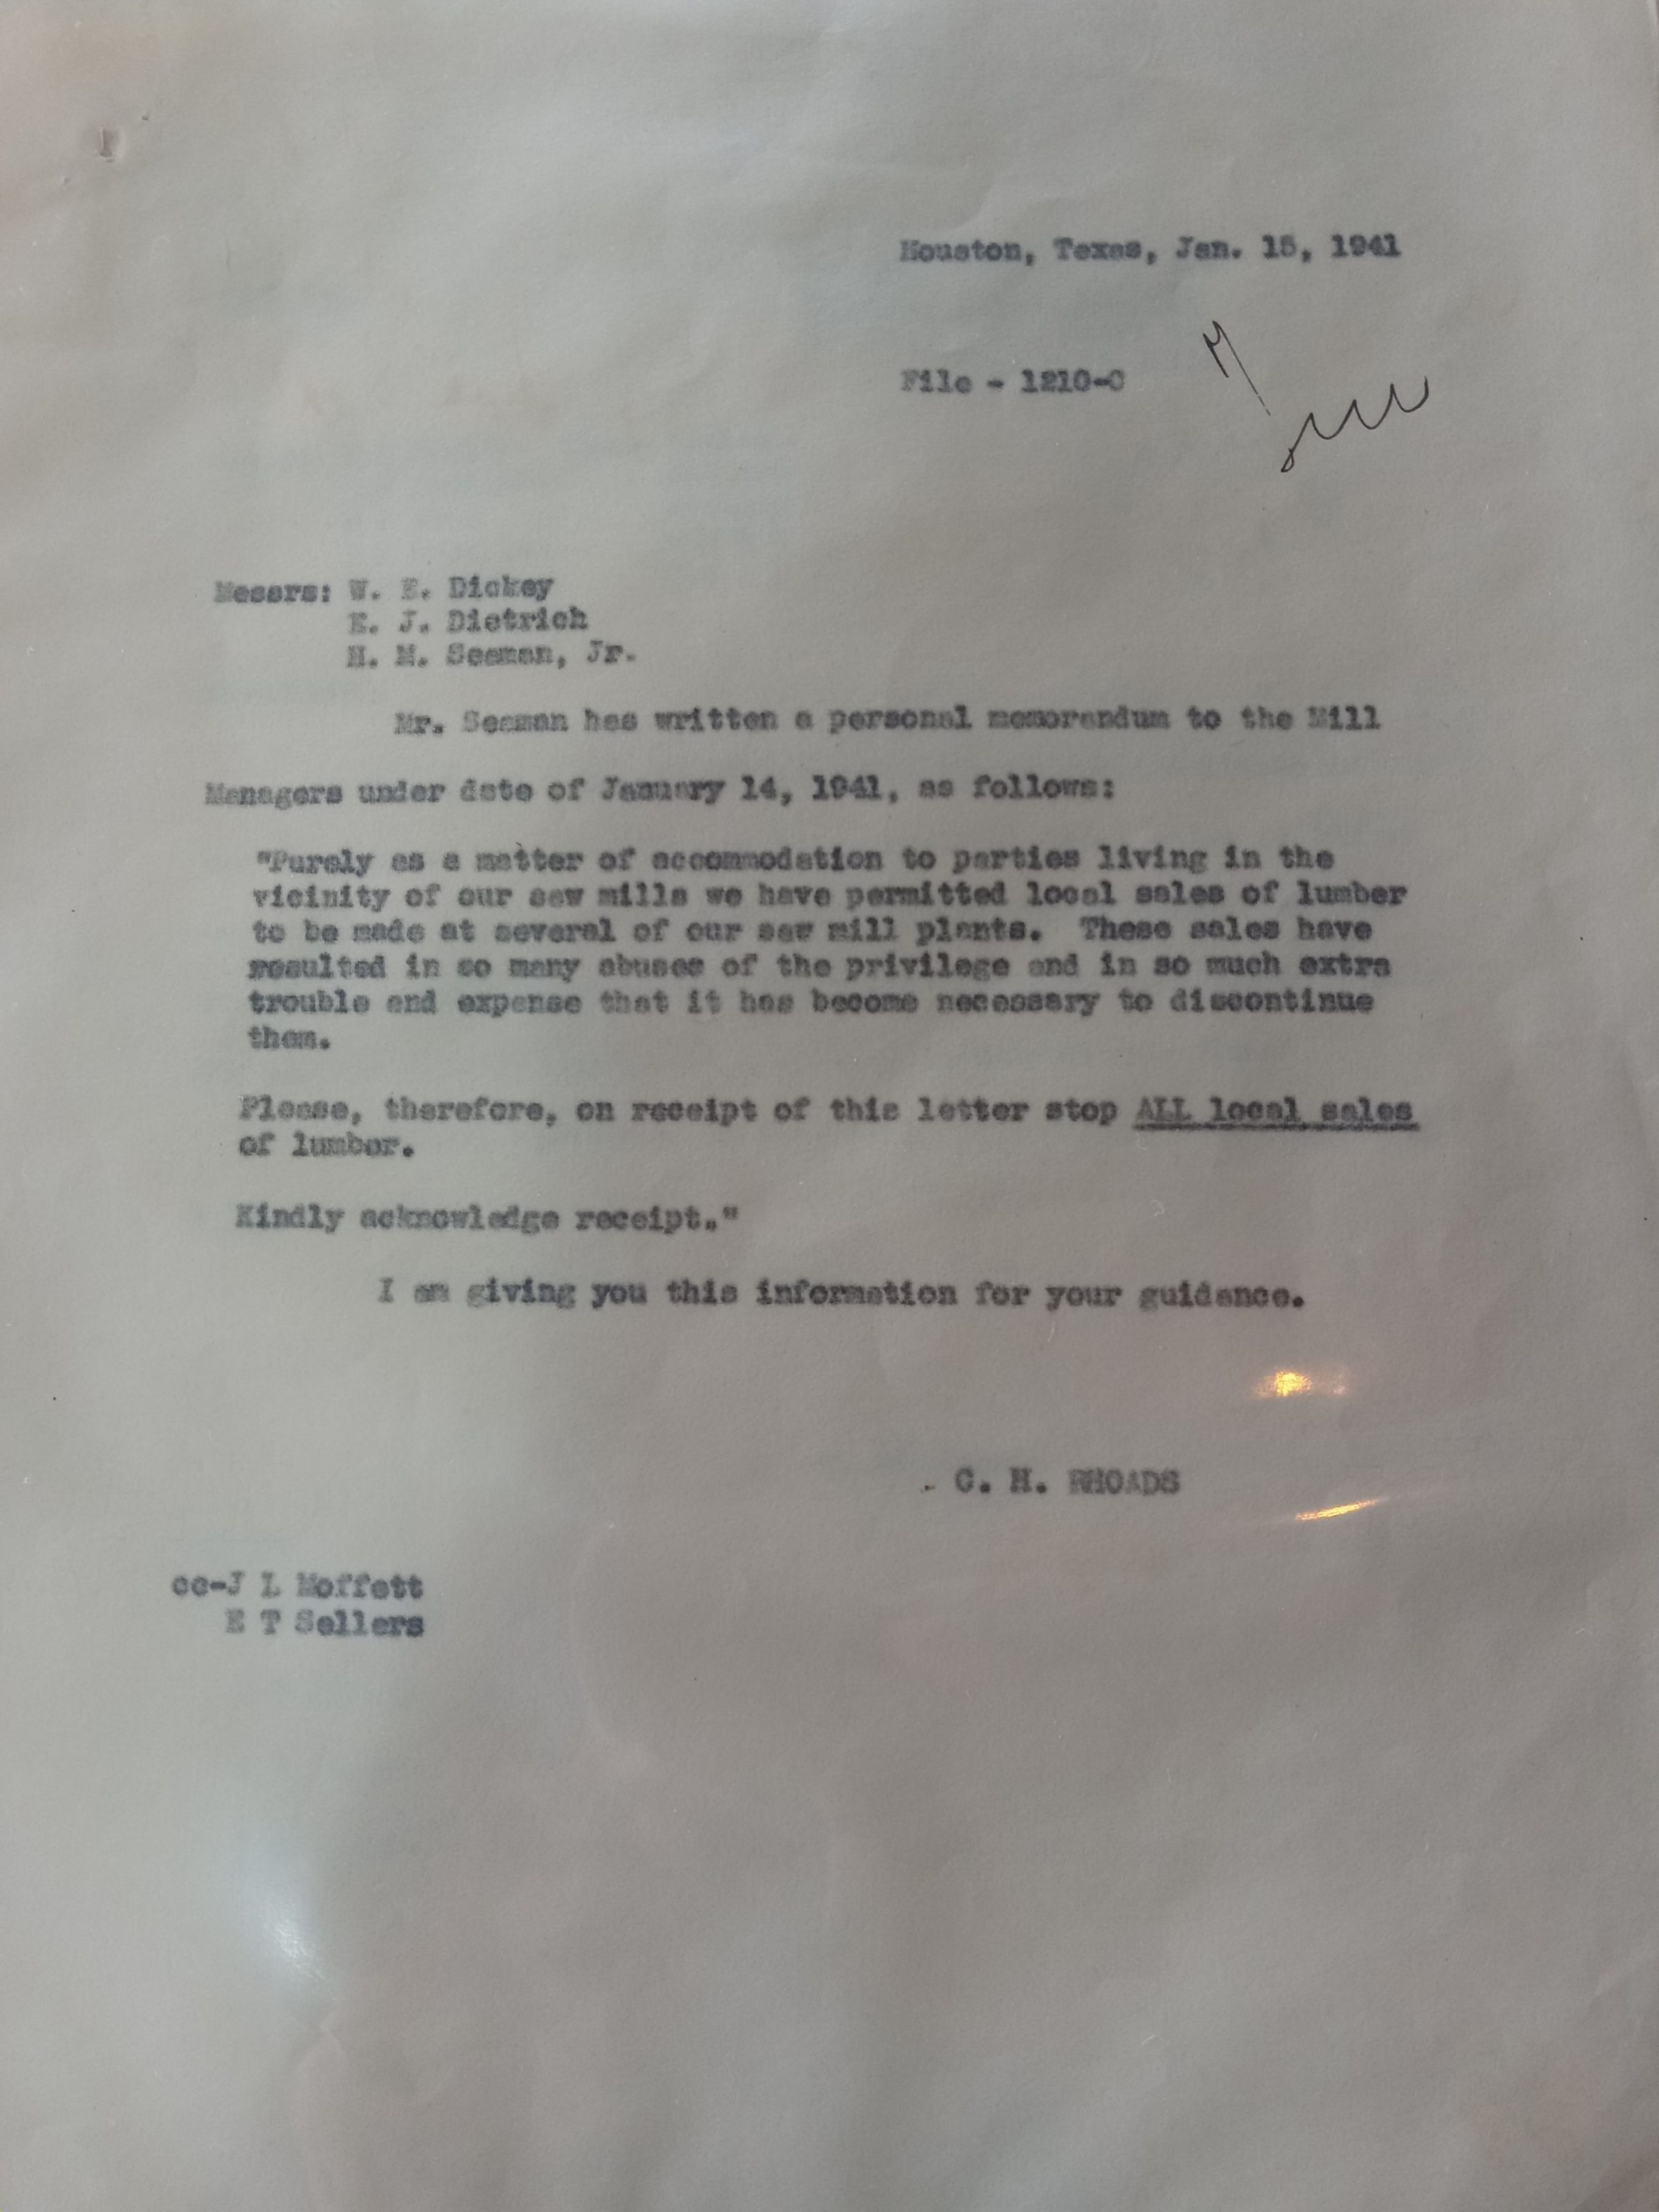 Houston, Texas, Jan. 15, 1941
File - 1210-C
Messrs: W. E. Dickey
E. J. Dietrich
H. M. Seaman, Jr.
Mr. Seaman has written a personal memorandum to the Mill
Managers under date of January 14, 1941, as follows:
"Purely as a matter of accommodation to parties living in the
vicinity of our saw mills we have permitted local sales of lumber
to be made at several of our saw mill plants. These sales have
resulted in so many abuses of the privilege and in so much extra
trouble and expense that it has become necessary to discontinue
them.
Please, therefore, on receipt of this letter stop ALL local sales
of lumber.
Kindly acknowledge receipt."
I am giving you this information for your guidance.
C. H. RHOADS
cc-J L Moffett
E T Sellers